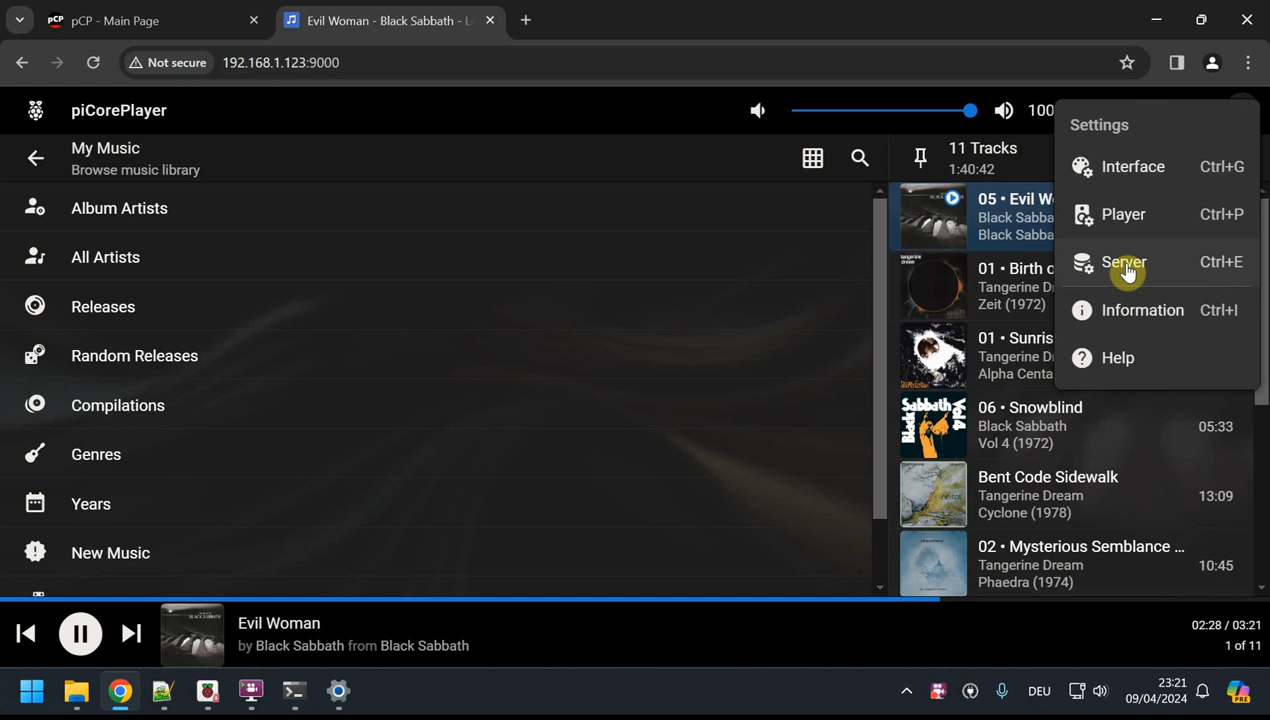 pCP pCP - Main Page
Evil Woman - Black Sabbath - L
Not secure 192.168.1.123:9000
piCorePlayer
100
My Music
Browse music library
Album Artists
All Artists
Releases
Random Releases
Compilations
Genres
Years
New Music
11 Tracks
1:40:42
05 • Evil W
Black Sabba
Black Sabba
01 • Birth o
Tangerine D
Zeit (1972)
01 • Sunris
Tangerine D
Alpha Centa
06 • Snowblind
Black Sabbath
Vol 4 (1972)
05:33
Bent Code Sidewalk
Tangerine Dream
Cyclone (1978)
13:09
02 • Mysterious Semblance ...
Tangerine Dream
Phaedra (1974)
10:45
Settings
Interface Ctrl+G
Player Ctrl+P
Server Ctrl+E
Information Ctrl+I
Help
Evil Woman
by Black Sabbath from Black Sabbath
02:28 / 03:21
1 of 11
DEU
23:21
09/04/2024
PRE